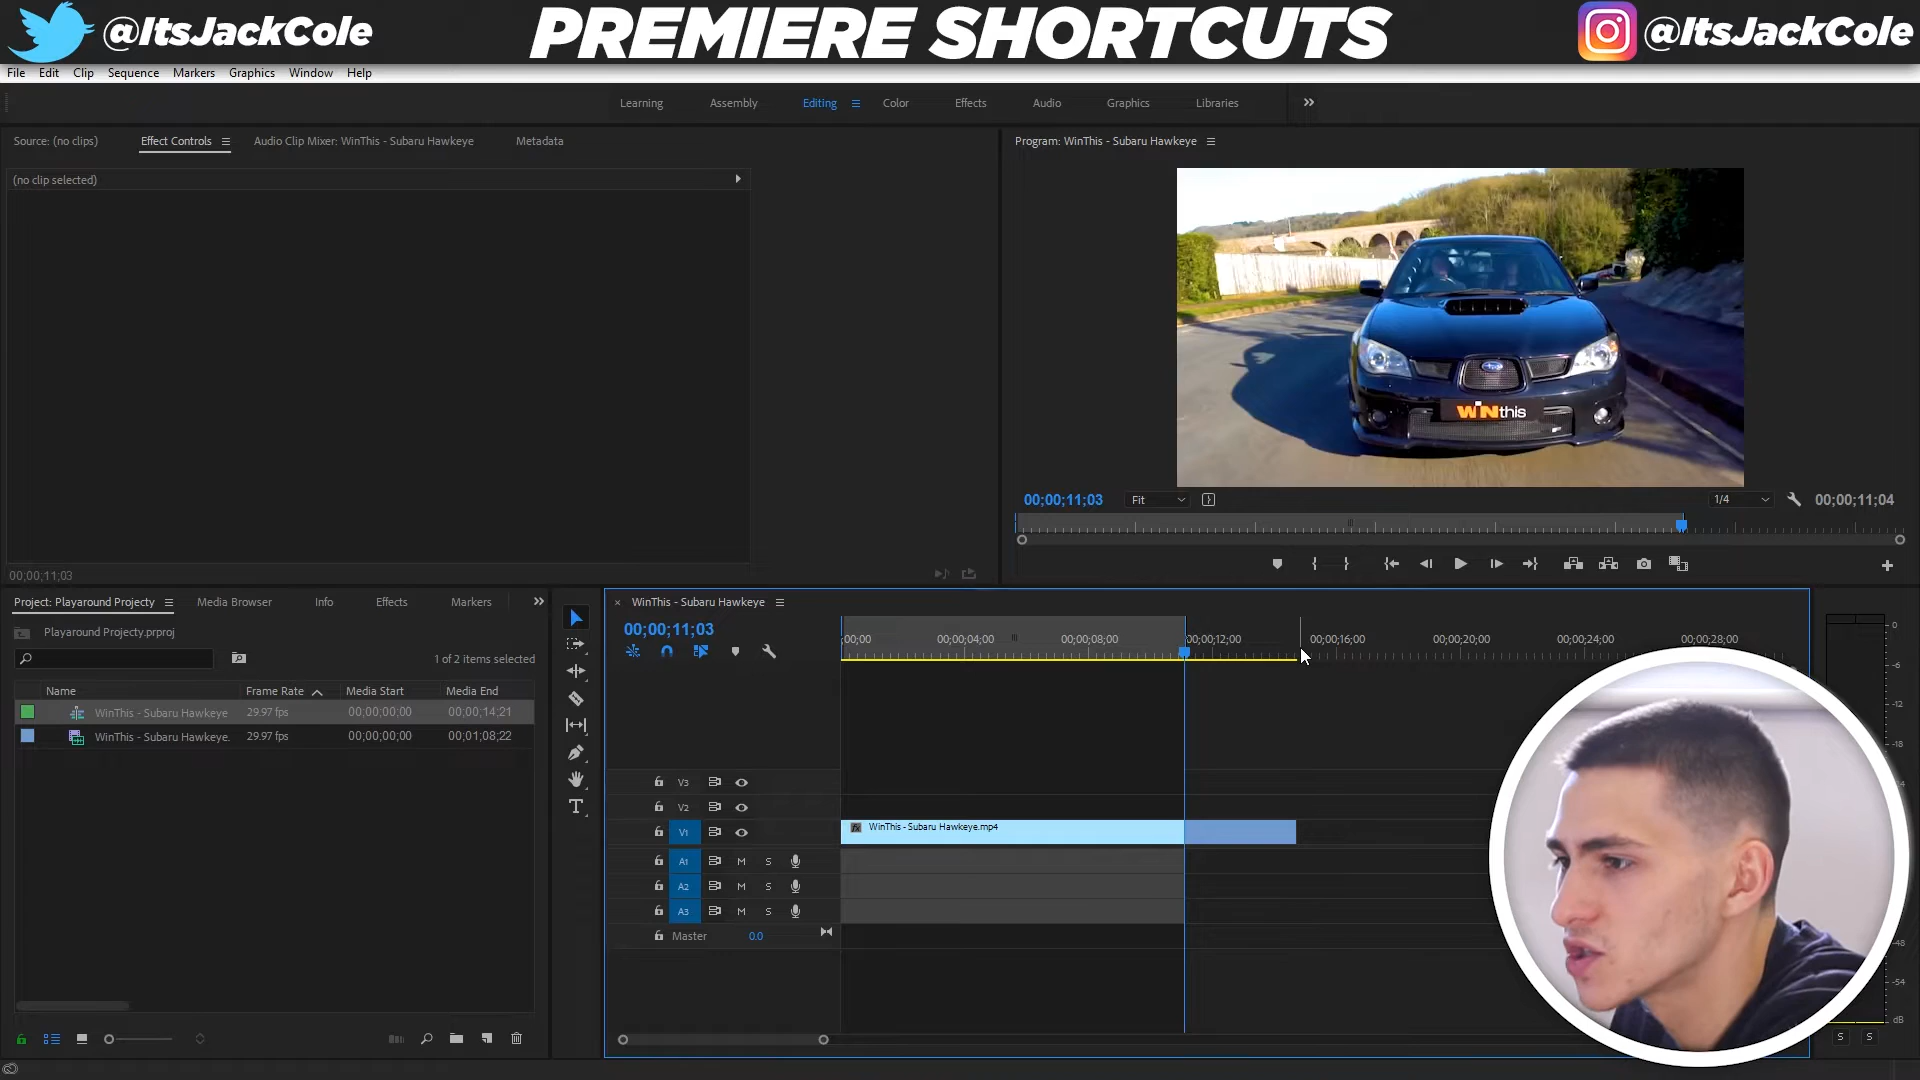 @ItsJackCole
PREMIERE SHORTCUTS
@ItsJackCole
File Edit Clip Sequence Markers Graphics Window Help
Learning Assembly Editing Color Effects Audio Graphics Libraries
Source: (no clips) Effect Controls Audio Clip Mixer: WinThis - Subaru Hawkeye Metadata
Program: WinThis - Subaru Hawkeye
(no clip selected)
WiNthis
00;00;11;03 Fit 1/4 00;00;11;04
00;00;11;03
Project: Playaround Projecty Media Browser Info Effects Markers
Playaround Projecty.prproj
1 of 2 items selected
Name Frame Rate Media Start Media End
WinThis - Subaru Hawkeye 29.97 fps 00;00;00;00 00;00;14;21
WinThis - Subaru Hawkeye. 29.97 fps 00;00;00;00 00;01;08;22
WinThis - Subaru Hawkeye
00;00;11;03
;00;00 00;00;04;00 00;00;08;00 00;00;12;00 00;00;16;00 00;00;20;00 00;00;24;00 00;00;28;00
V3
V2
V1 fx WinThis - Subaru Hawkeye.mp4
A1 M S
A2 M S
A3 M S
Master 0.0
0
-6
-12
-18
-48
-54
dB
S S